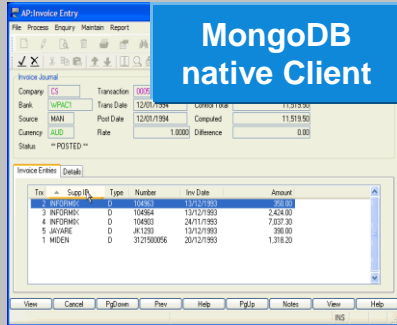 AP:Invoice Entry
MongoDB
native Client
File Process Enquiry Maintain Report
Invoice Journal
Company CS Transaction 0005
Bank WPAC1 Trans Date 12/01/1994 Control Total 11,519.50
Source MAN Post Date 12/01/1994 Computed 11,519.50
Currency AUD Rate 1.0000 Difference 0.00
Status ** POSTED **
Invoice Entries Details
Trx Supp ID Type Number Inv Date Amount
2 INFORMIX D 104963 13/12/1993 350.00
3 INFORMIX D 104964 13/12/1993 2,424.00
4 INFORMIX D 104903 24/11/1993 7,037.30
5 JAYARE D JK1293 13/12/1993 390.00
1 MIDEN D 3121500056 20/12/1993 1,318.20
View Cancel PgDown Prev Help PgUp Notes View Help
INS